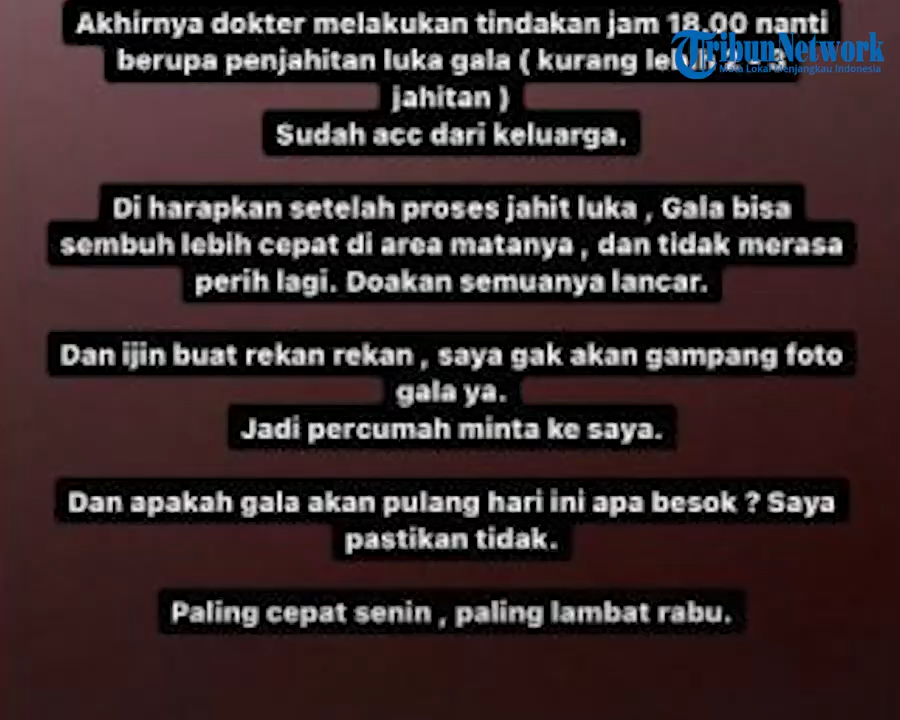 Akhirnya dokter melakukan tindakan jam 18.00 nanti
TribunNetwork
berupa penjahitan luka gala ( kurang
Mata Lokal Menjangkau Indonesia
jahitan )
Sudah acc dari keluarga.
Di harapkan setelah proses jahit luka , Gala bisa
sembuh lebih cepat di area matanya , dan tidak merasa
perih lagi. Doakan semuanya lancar.
Dan ijin buat rekan rekan , saya gak akan gampang foto
gala ya.
Jadi percumah minta ke saya.
Dan apakah gala akan pulang hari ini apa besok ? Saya
pastikan tidak.
Paling cepat senin , paling lambat rabu.